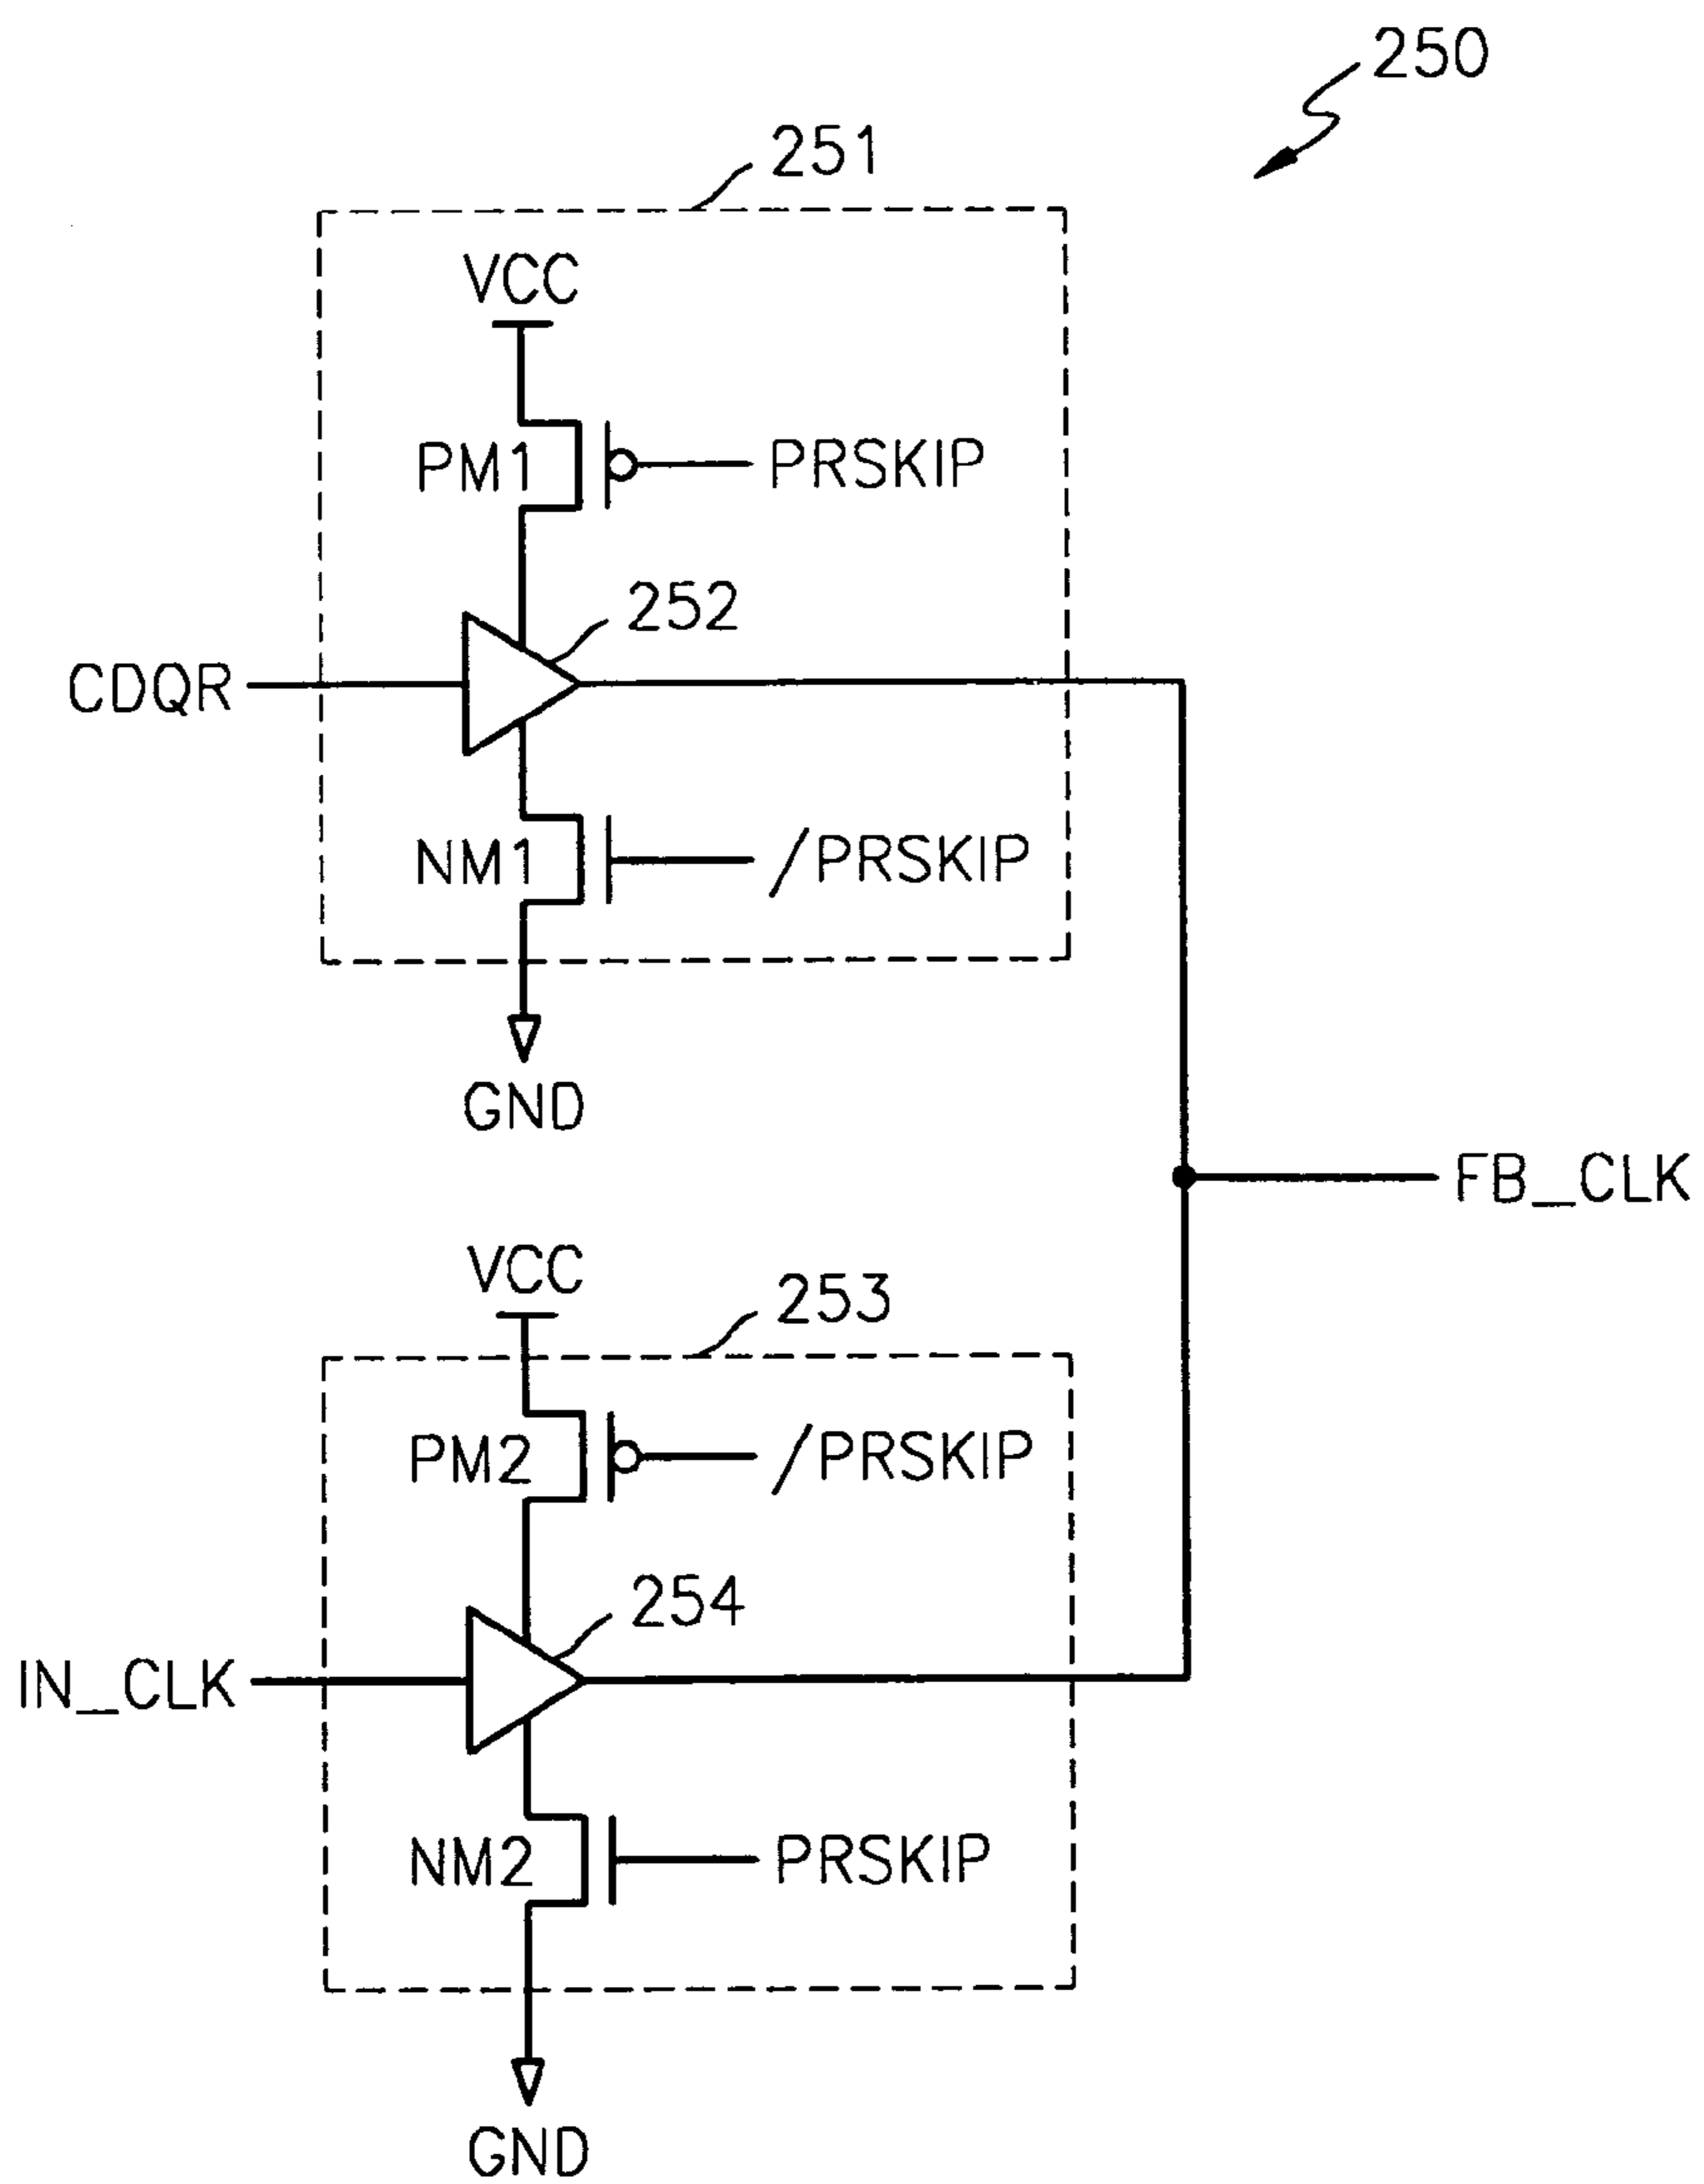 250
251
VCC
PM1
PRSKIP
252
CDQR
NM1
/PRSKIP
GND
FB_CLK
VCC
253
PM2
/PRSKIP
254
IN_CLK
NM2
PRSKIP
GND